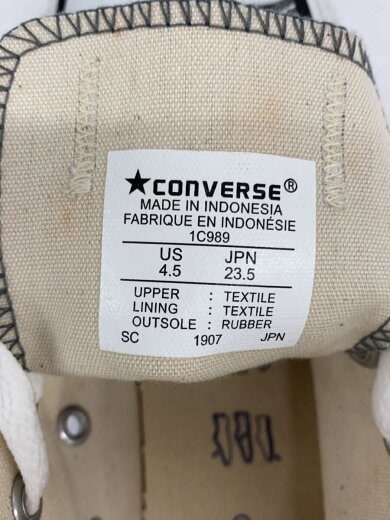 ★CONVERSE®
MADE IN INDONESIA
FABRIQUE EN INDONÉSIE
1C989
US JPN
4.5 23.5
UPPER : TEXTILE
LINING : TEXTILE
OUTSOLE : RUBBER
SC 1907 JPN